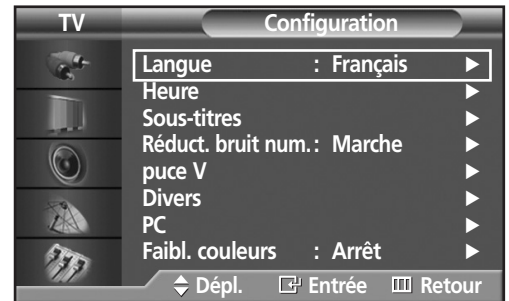 TV Configuration
Langue : Français
Heure
Sous-titres
Réduct. bruit num. : Marche
puce V
Divers
PC
Faibl. couleurs : Arrêt
Dépl. Entrée Retour